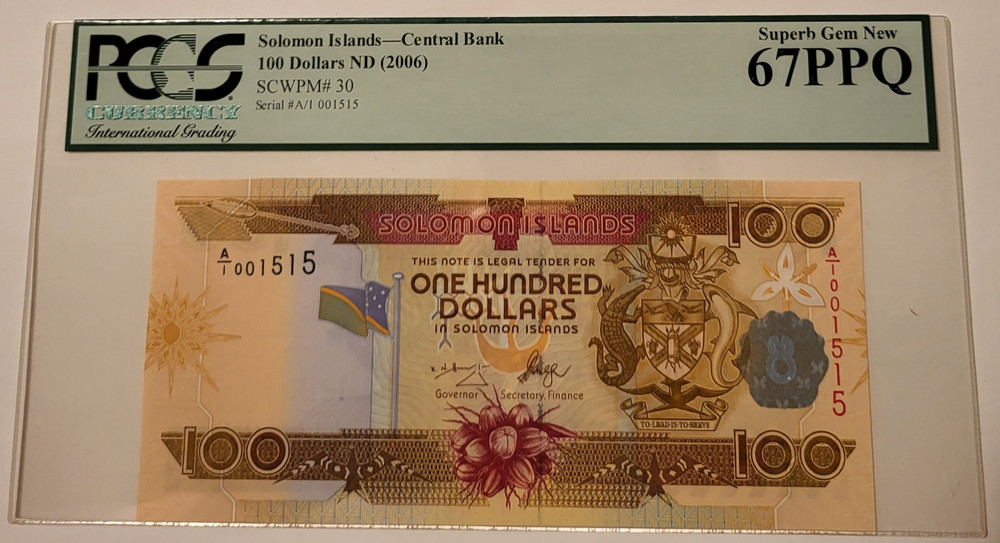 PCGS
CURRENCY
International Grading
Solomon Islands—Central Bank
100 Dollars ND (2006)
SCWPM# 30
Serial #A/1 001515
Superb Gem New
67PPQ
SOLOMON ISLANDS
100
A/1 001515
THIS NOTE IS LEGAL TENDER FOR
ONE HUNDRED
DOLLARS
IN SOLOMON ISLANDS
A/1 001515
Governor
Secretary, Finance
TO·LEAD·IS·TO·SERVE
100
100